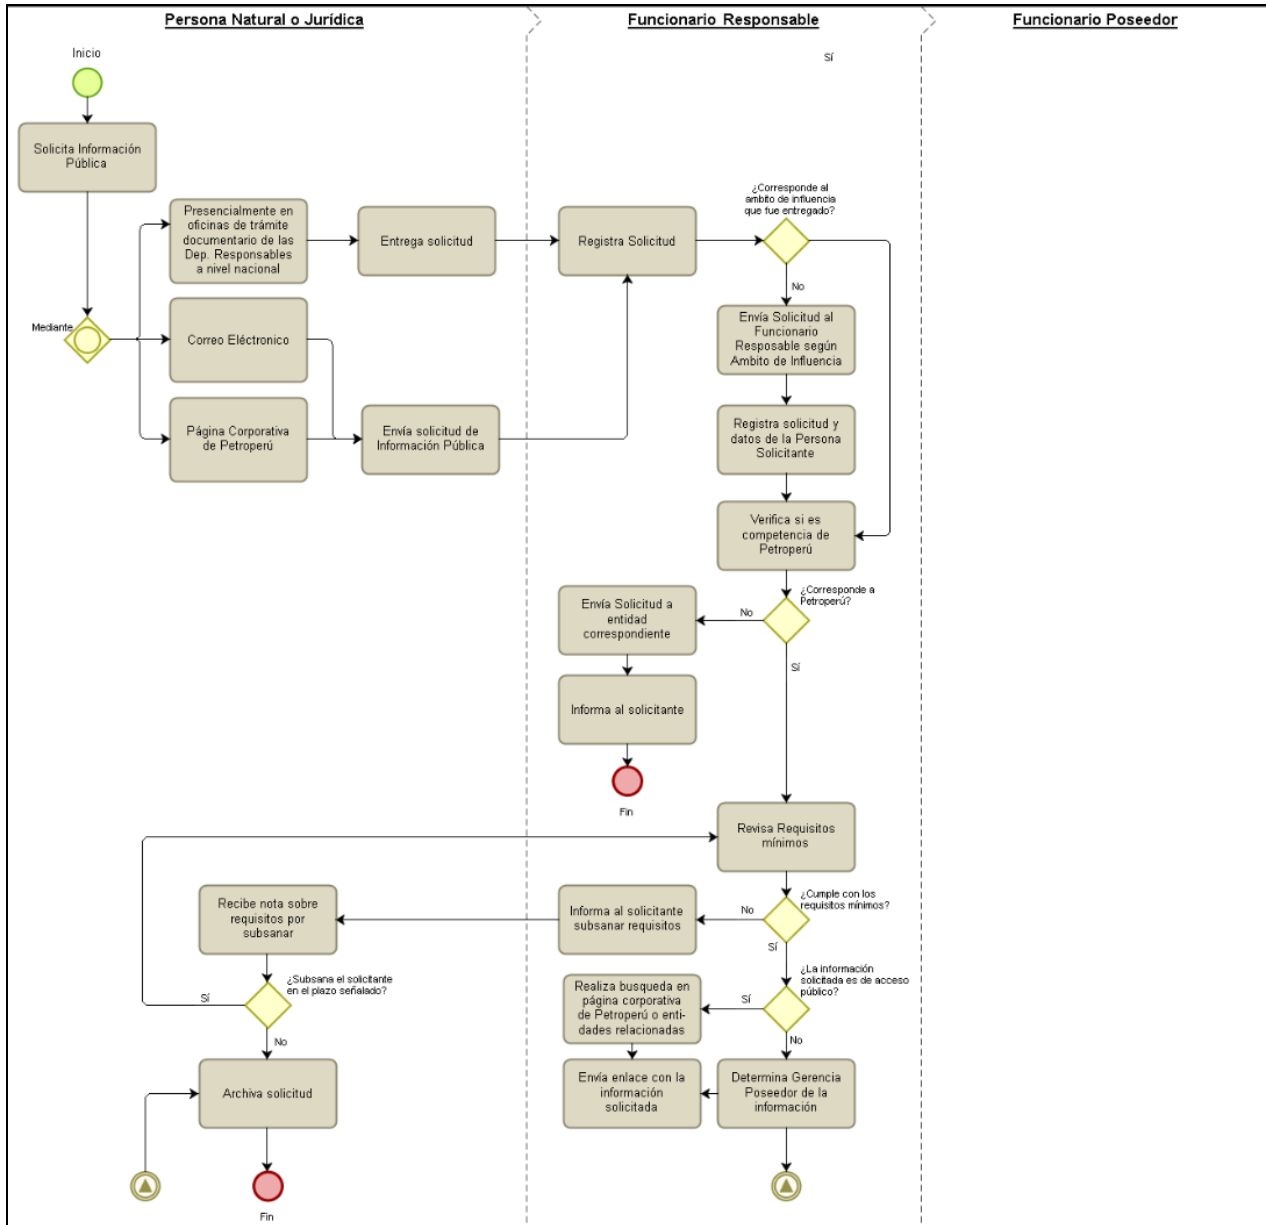 Persona Natural o Jurídica
Funcionario Responsable
Funcionario Poseedor
Inicio
Sí
Solicita Información
Pública
Mediante
Presencialmente en
oficinas de trámite
documentario de las
Dep. Responsables
a nivel nacional
Entrega solicitud
Registra Solicitud
¿Corresponde al
ambito de influencia
que fue entregado?
No
Correo Eléctronico
Envía Solicitud al
Funcionario
Resposable según
Ambito de Influencia
Página Corporativa
de Petroperú
Envía solicitud de
Información Pública
Registra solicitud y
datos de la Persona
Solicitante
Verifica si es
competencia de
Petroperú
¿Corresponde a
Petroperú?
No
Sí
Envía Solicitud a
entidad
correspondiente
Informa al solicitante
Fin
Revisa Requisitos
mínimos
¿Cumple con los
requisitos mínimos?
No
Sí
Informa al solicitante
subsanar requisitos
Recibe nota sobre
requisitos por
subsanar
¿Subsana el solicitante
en el plazo señalado?
Sí
No
¿La información
solicitada es de acceso
público?
Sí
No
Realiza busqueda en
página corporativa
de Petroperú o enti-
dades relacionadas
Archiva solicitud
Envía enlace con la
información
solicitada
Determina Gerencia
Poseedor de la
información
Fin